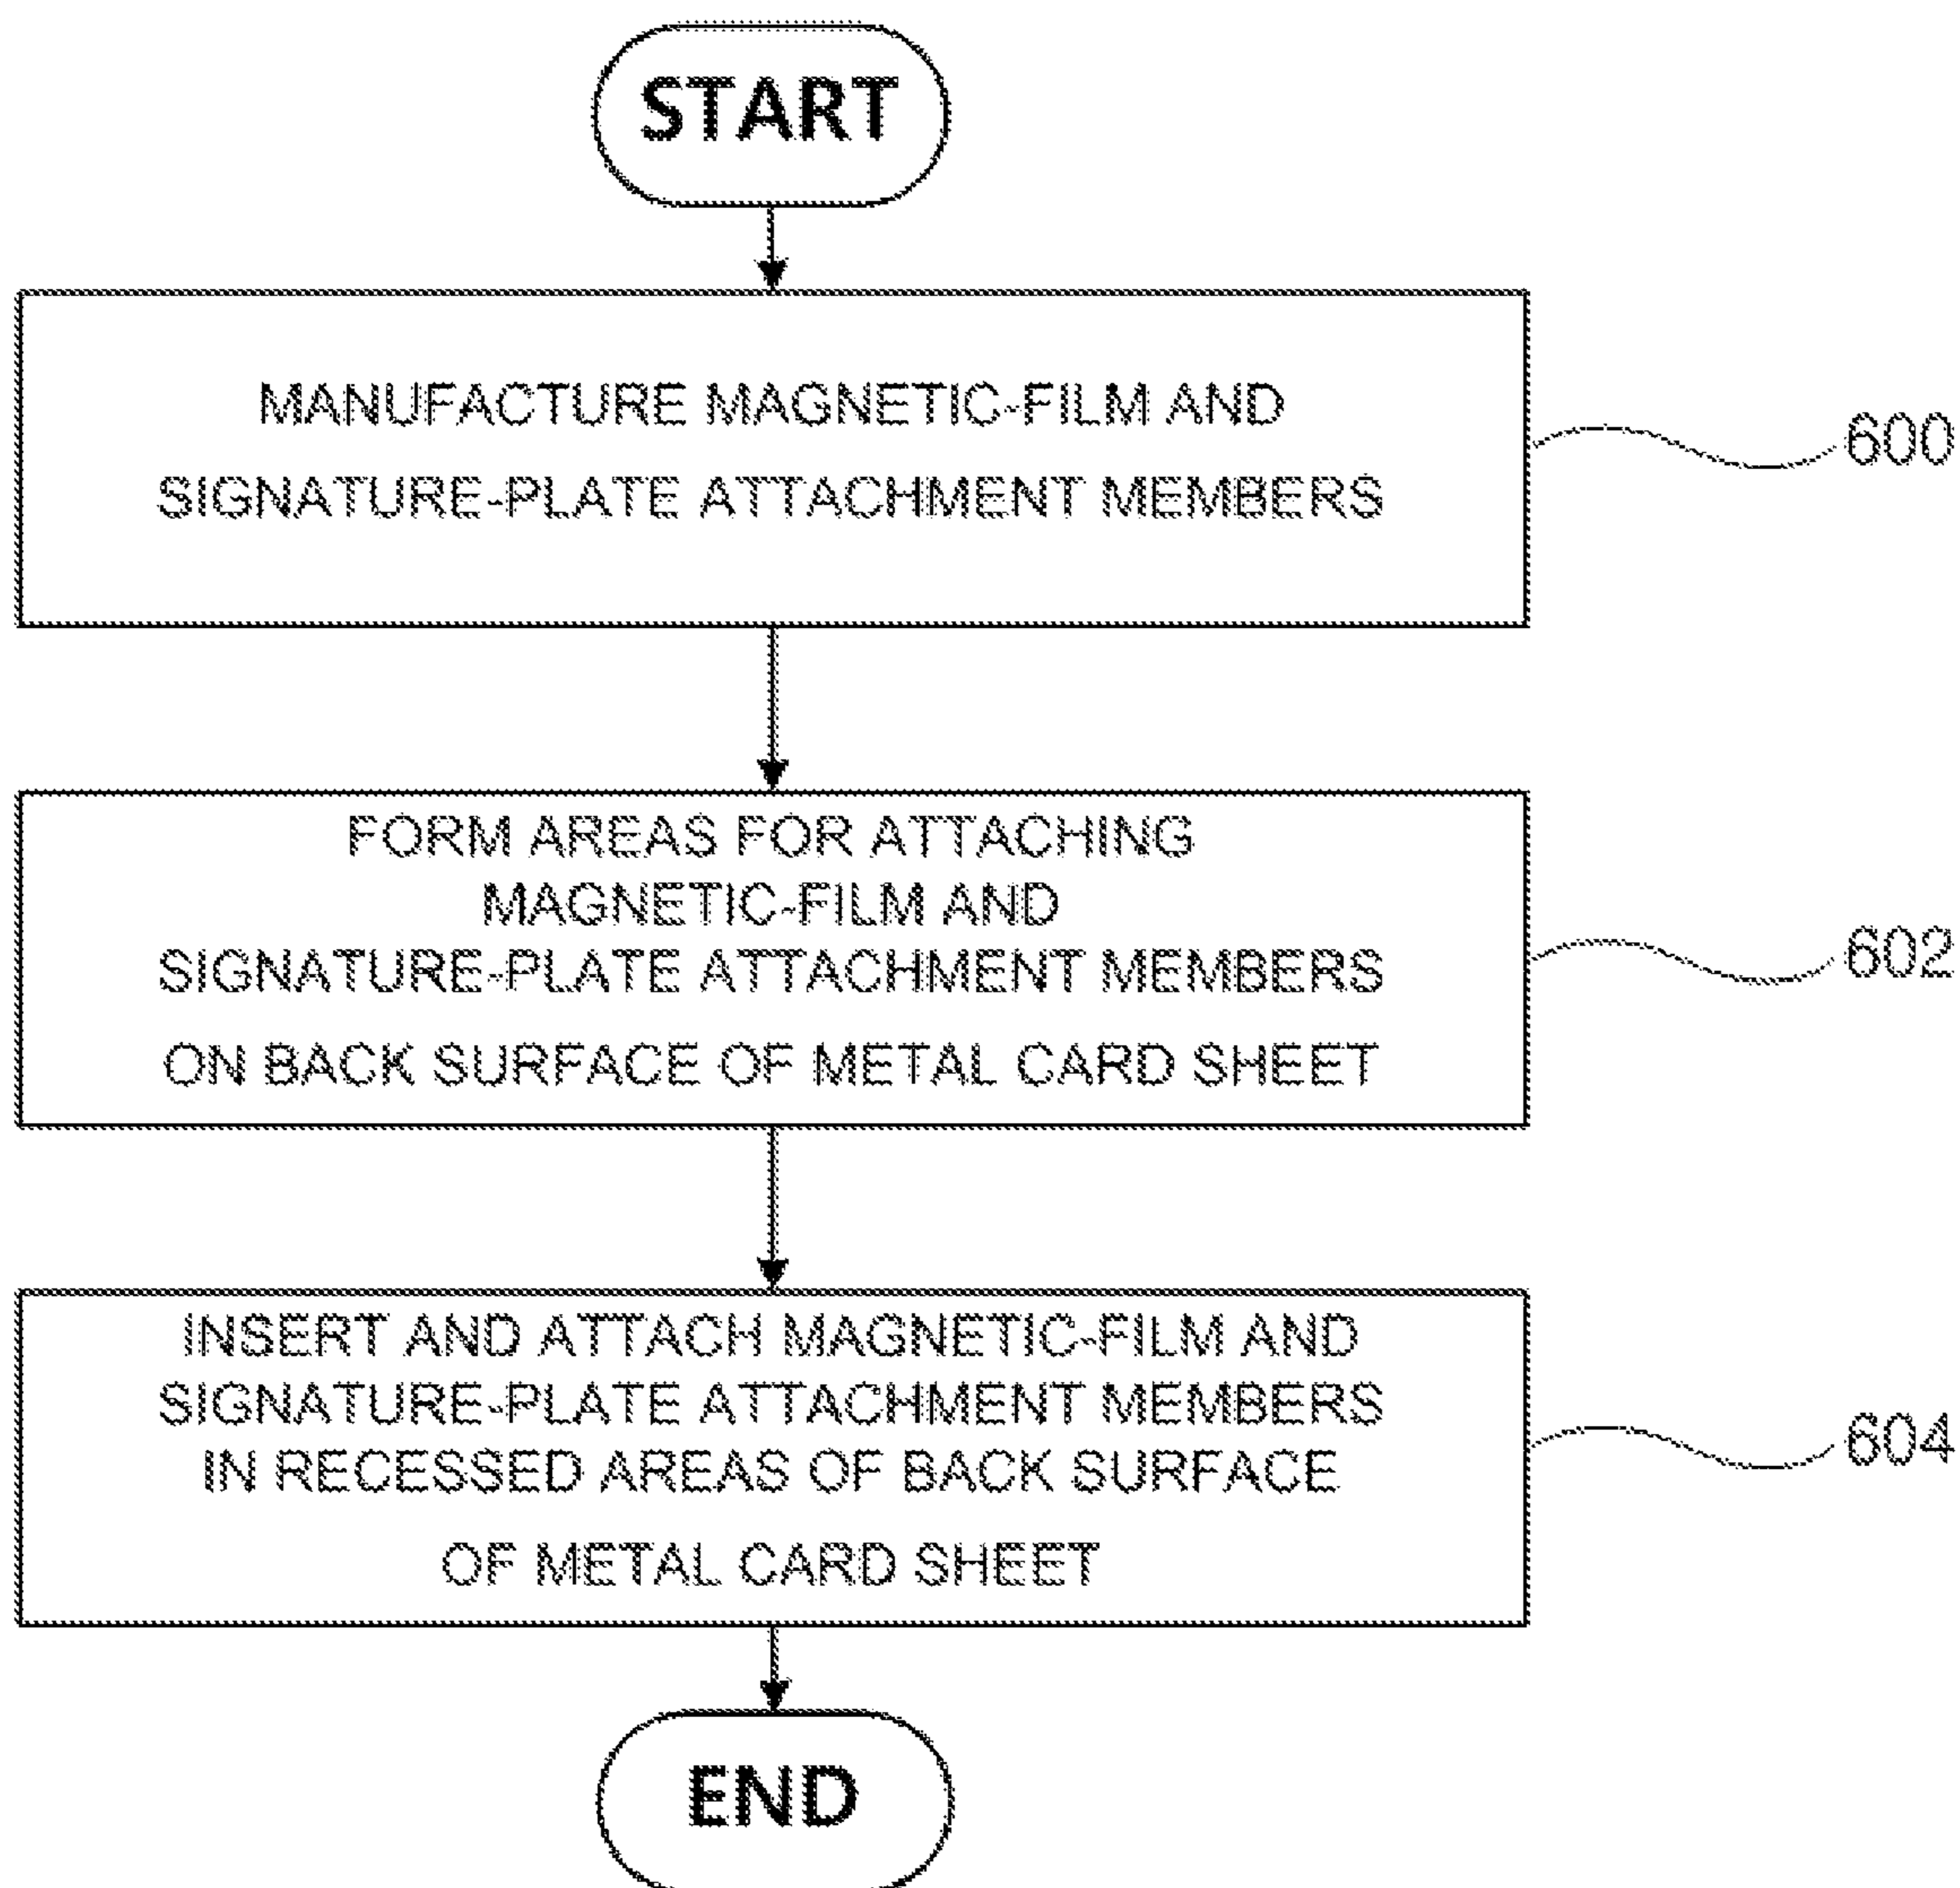 START
MANUFACTURE MAGNETIC-FILM AND
SIGNATURE-PLATE ATTACHMENT MEMBERS
600
FORM AREAS FOR ATTACHING
MAGNETIC-FILM AND
SIGNATURE-PLATE ATTACHMENT MEMBERS
ON BACK SURFACE OF METAL CARD SHEET
602
INSERT AND ATTACH MAGNETIC-FILM AND
SIGNATURE-PLATE ATTACHMENT MEMBERS
IN RECESSED AREAS OF BACK SURFACE
OF METAL CARD SHEET
604
END